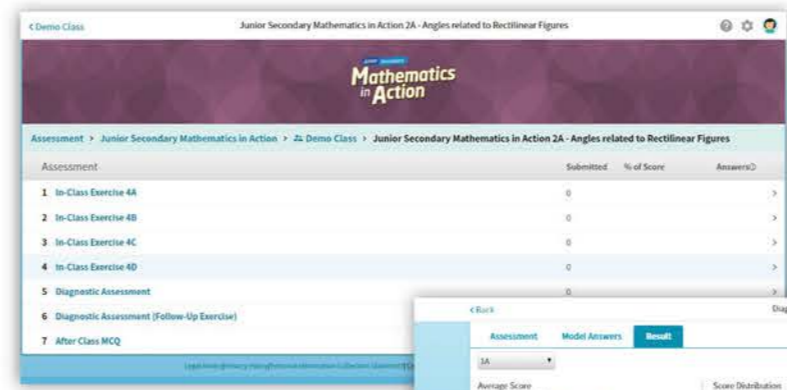 < Demo Class
Junior Secondary Mathematics in Action 2A - Angles related to Rectilinear Figures
Mathematics
in Action
Assessment > Junior Secondary Mathematics in Action > Demo Class > Junior Secondary Mathematics in Action 2A - Angles related to Rectilinear Figures
Assessment Submitted % of Score Answers
1 In-Class Exercise 4A 0 >
2 In-Class Exercise 4B 0 >
3 In-Class Exercise 4C 0 >
4 In-Class Exercise 4D 0 >
5 Diagnostic Assessment 0 >
6 Diagnostic Assessment (Follow-Up Exercise)
7 After Class MCQ
< Back
Diag
Assessment Model Answers Result
1A
Average Score Score Distribution